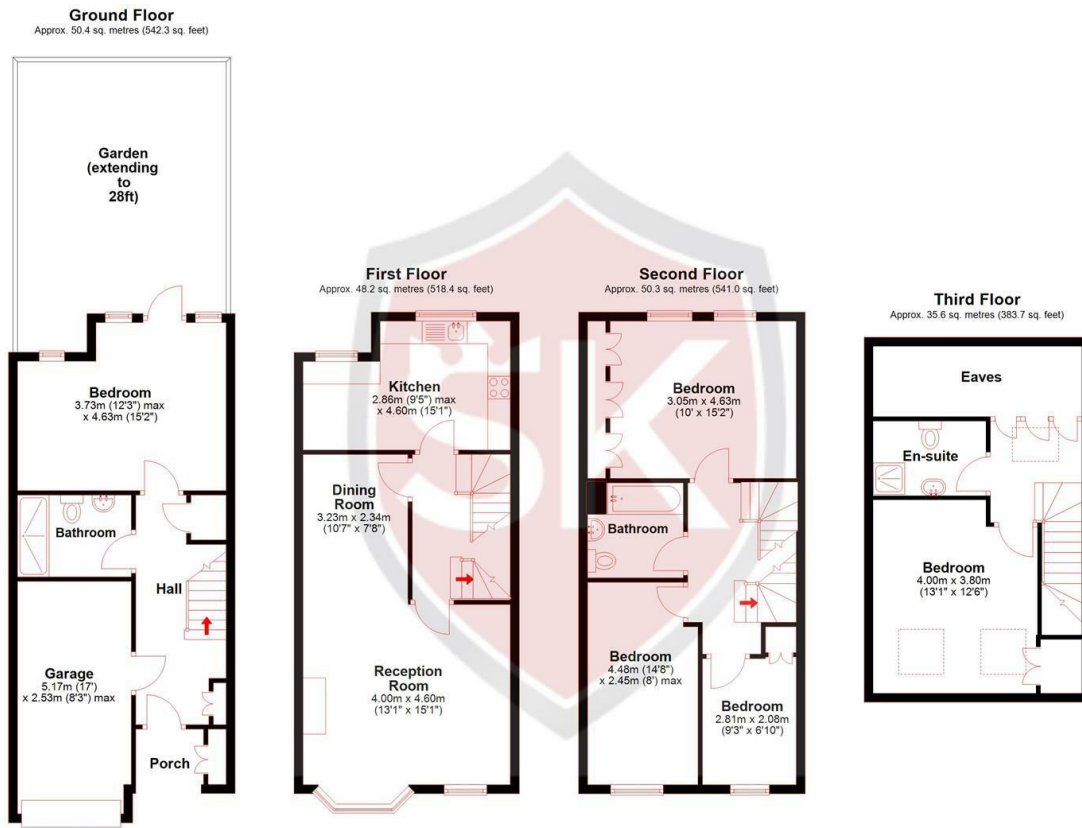 Ground Floor
Approx. 50.4 sq. metres (542.3 sq. feet)
Garden
(extending
to
28ft)
Bedroom
3.73m (12'3") max
x 4.63m (15'2")
Bathroom
Hall
Garage
5.17m (17')
x 2.53m (8'3") max
Porch
First Floor
Approx. 48.2 sq. metres (518.4 sq. feet)
Kitchen
2.86m (9'5") max
x 4.60m (15'1")
Dining
Room
3.23m x 2.34m
(10'7" x 7'8")
Reception
Room
4.00m x 4.60m
(13'1" x 15'1")
Second Floor
Approx. 50.3 sq. metres (541.0 sq. feet)
Bedroom
3.05m x 4.63m
(10' x 15'2")
Bathroom
Bedroom
4.48m (14'8")
x 2.45m (8') max
Bedroom
2.81m x 2.08m
(9'3" x 6'10")
Third Floor
Approx. 35.6 sq. metres (383.7 sq. feet)
Eaves
En-suite
Bedroom
4.00m x 3.80m
(13'1" x 12'6")
SK